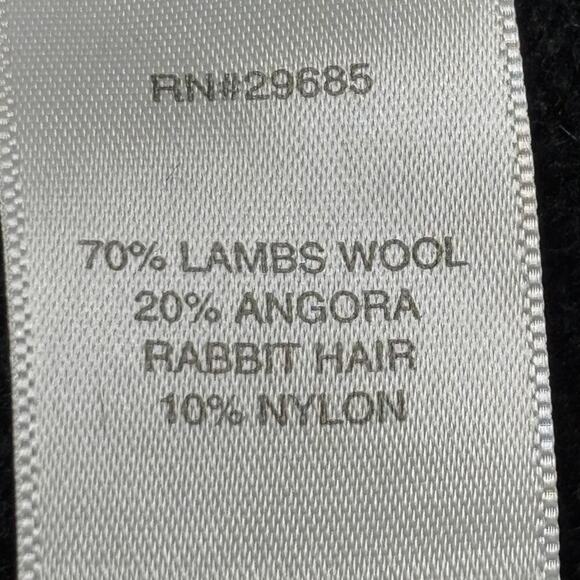 RN#29685
70% LAMBS WOOL
20% ANGORA
RABBIT HAIR
10% NYLON